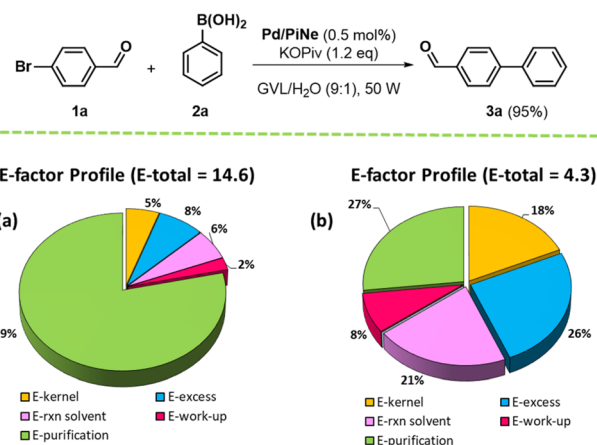 B(OH)₂
Pd/PiNe (0.5 mol%)
KOPiv (1.2 eq)
O
Br
+
GVL/H₂O (9:1), 50 W
O
1a
2a
3a (95%)
E-factor Profile (E-total = 14.6)
E-factor Profile (E-total = 4.3)
(a)
5%
8%
6%
2%
9%
E-kernel
E-excess
E-rxn solvent
E-work-up
E-purification
(b)
27%
18%
26%
21%
8%
E-kernel
E-excess
E-rxn solvent
E-work-up
E-purification